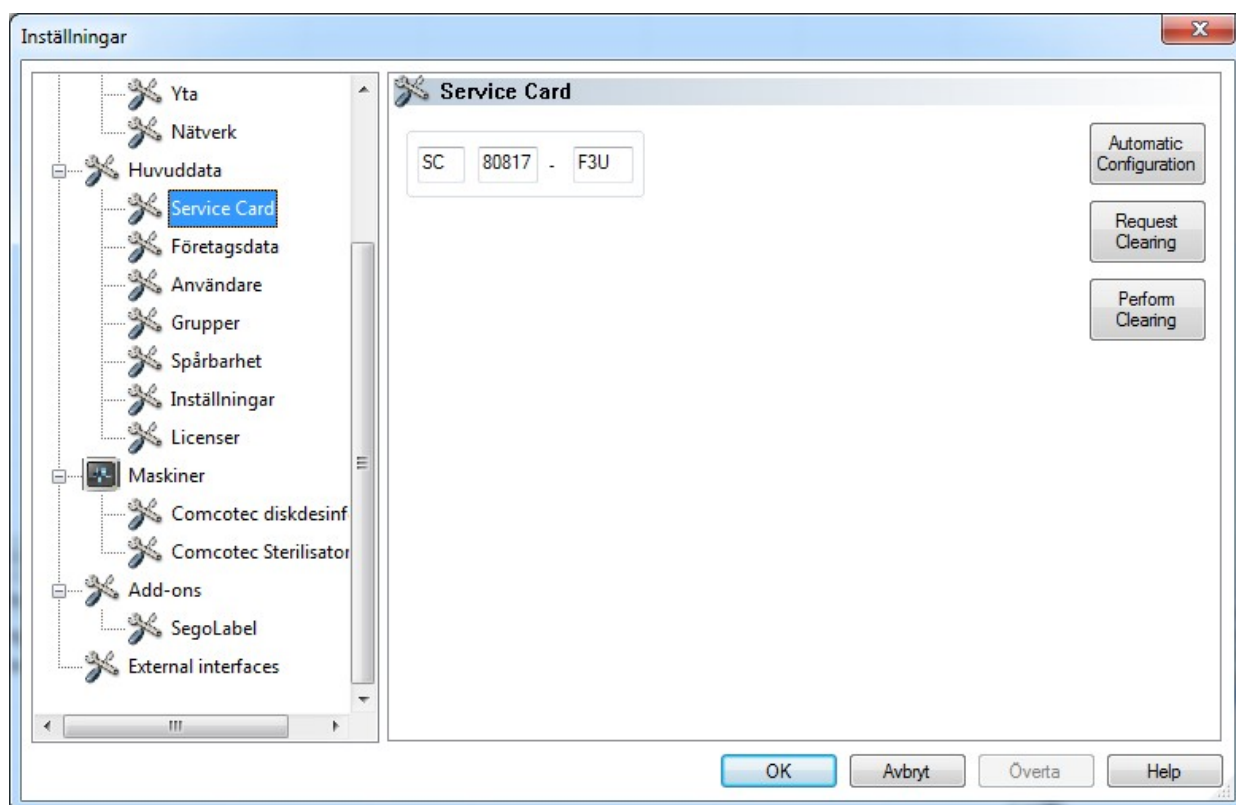 Inställningar
Yta
Nätverk
Huvuddata
Service Card
Företagsdata
Användare
Grupper
Spårbarhet
Inställningar
Licenser
Maskiner
Comcotec diskdesinf
Comcotec Sterilisator
Add-ons
SegoLabel
External interfaces
Service Card
SC 80817 - F3U
Automatic
Configuration
Request
Clearing
Perform
Clearing
OK Avbryt Överta Help